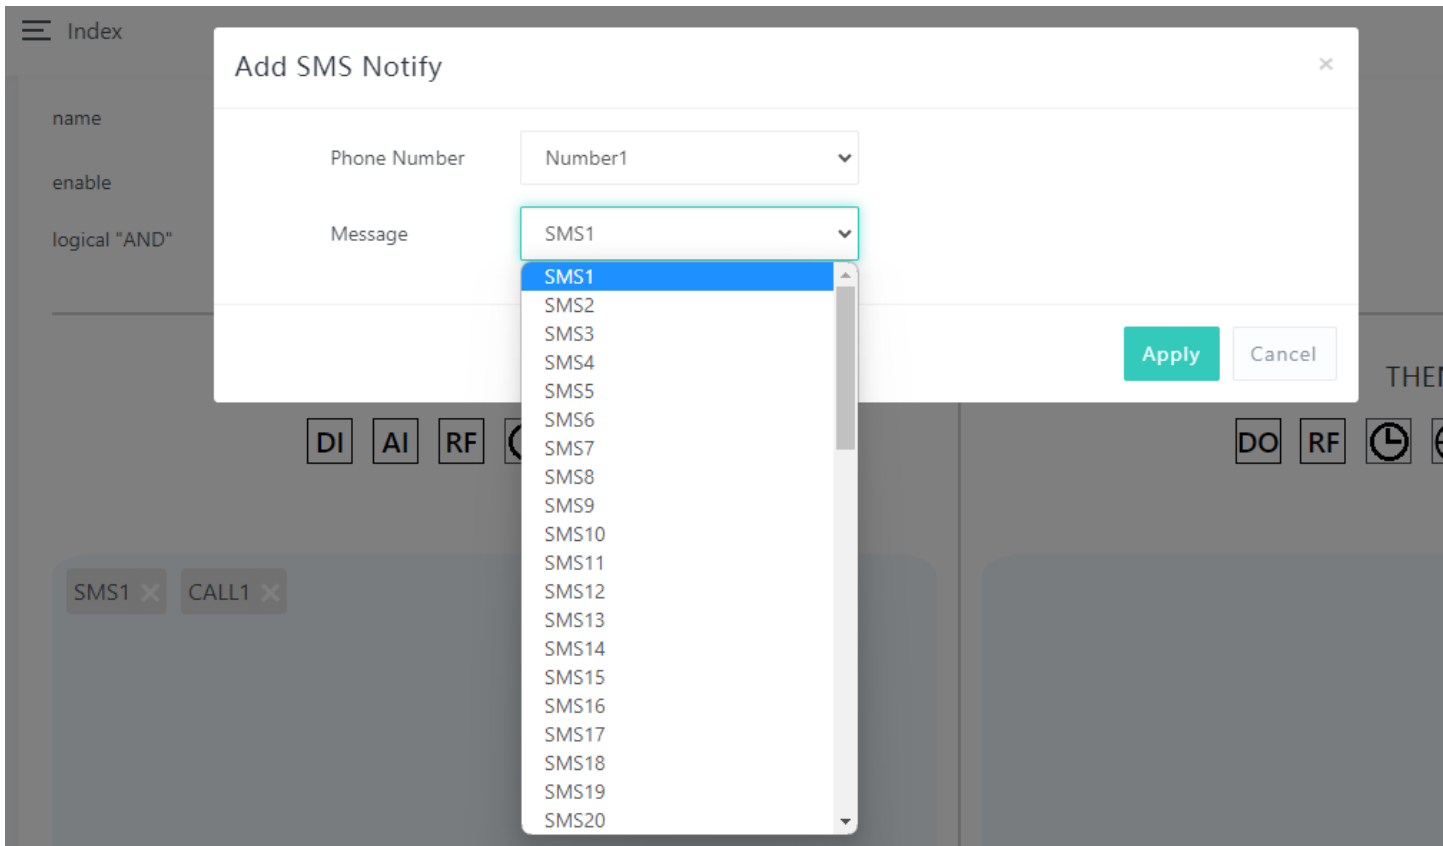 Index
Add SMS Notify
×
name
Phone Number
Number1
enable
Message
SMS1
logical "AND"
SMS1
SMS2
SMS3
SMS4
SMS5
SMS6
SMS7
SMS8
SMS9
SMS10
SMS11
SMS12
SMS13
SMS14
SMS15
SMS16
SMS17
SMS18
SMS19
SMS20
Apply
Cancel
DI AI RF
DO RF
SMS1 CALL1